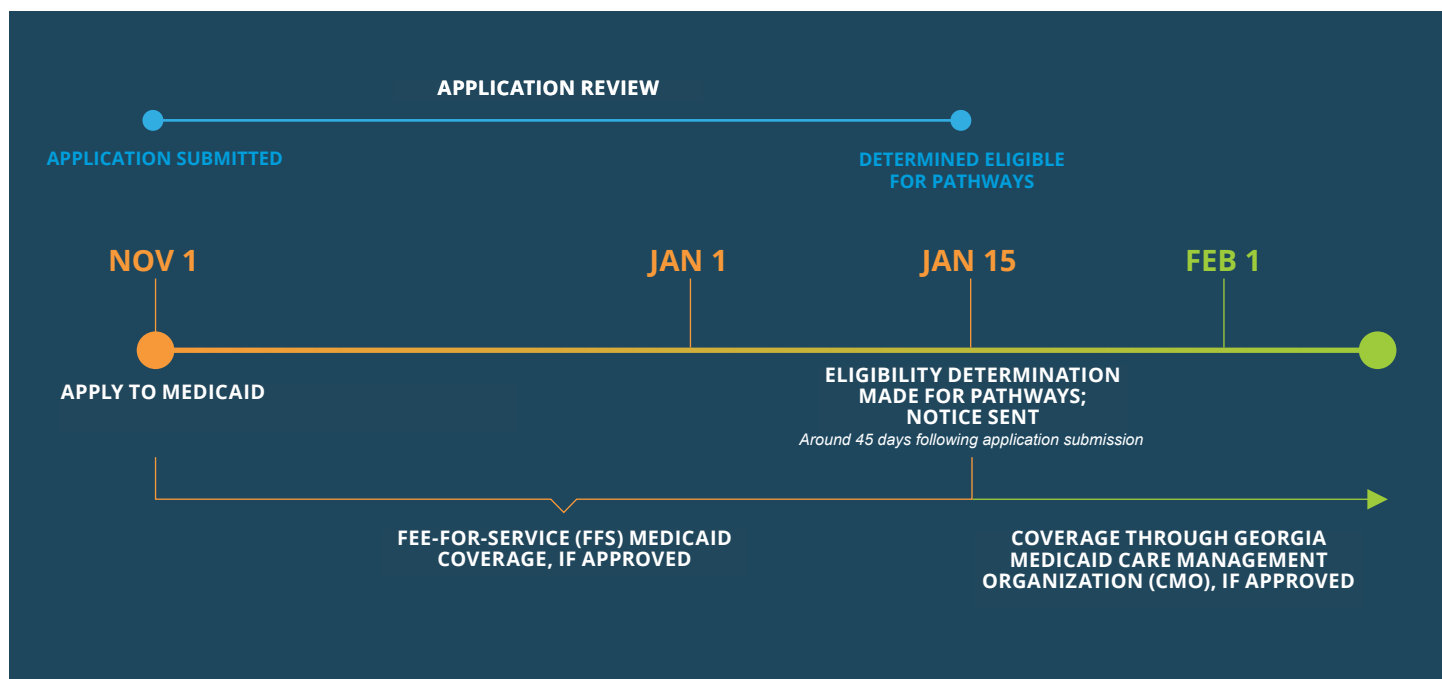 APPLICATION REVIEW
APPLICATION SUBMITTED
DETERMINED ELIGIBLE
FOR PATHWAYS
NOV 1
JAN 1
JAN 15
FEB 1
APPLY TO MEDICAID
ELIGIBILITY DETERMINATION
MADE FOR PATHWAYS;
NOTICE SENT
Around 45 days following application submission
FEE-FOR-SERVICE (FFS) MEDICAID
COVERAGE, IF APPROVED
COVERAGE THROUGH GEORGIA
MEDICAID CARE MANAGEMENT
ORGANIZATION (CMO), IF APPROVED